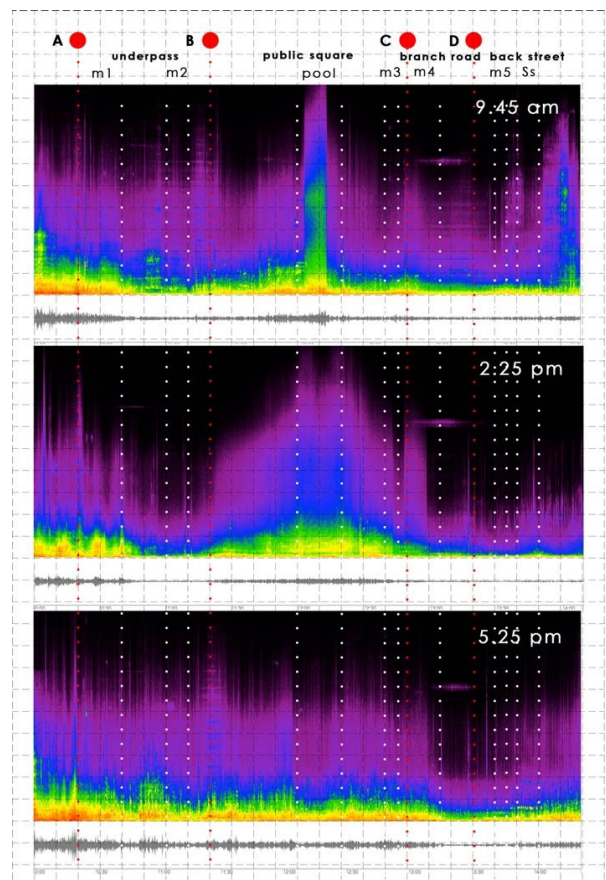 A B C D
underpass public square branch road back street
m1 m2 pool m3 m4 m5 Ss
9.45 am
2:25 pm
5.25 pm